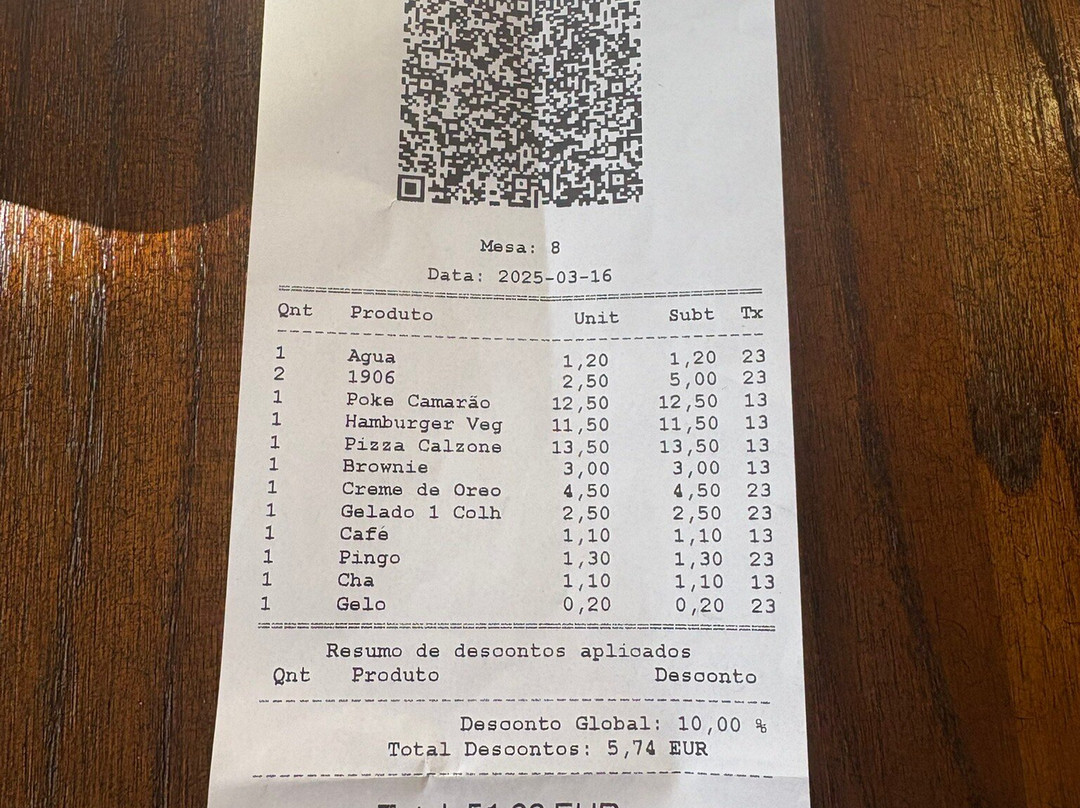 Mesa: 8
Data: 2025-03-16
Qnt Produto Unit Subt Tx
1 Agua 1,20 1,20 23
2 1906 2,50 5,00 23
1 Poke Camarão 12,50 12,50 13
1 Hamburger Veg 11,50 11,50 13
1 Pizza Calzone 13,50 13,50 13
1 Brownie 3,00 3,00 13
1 Creme de Oreo 4,50 4,50 23
1 Gelado 1 Colh 2,50 2,50 23
1 Café 1,10 1,10 13
1 Pingo 1,30 1,30 23
1 Cha 1,10 1,10 13
1 Gelo 0,20 0,20 23
Resumo de descontos aplicados
Qnt Produto Desconto
Desconto Global: 10,00 %
Total Descontos: 5,74 EUR